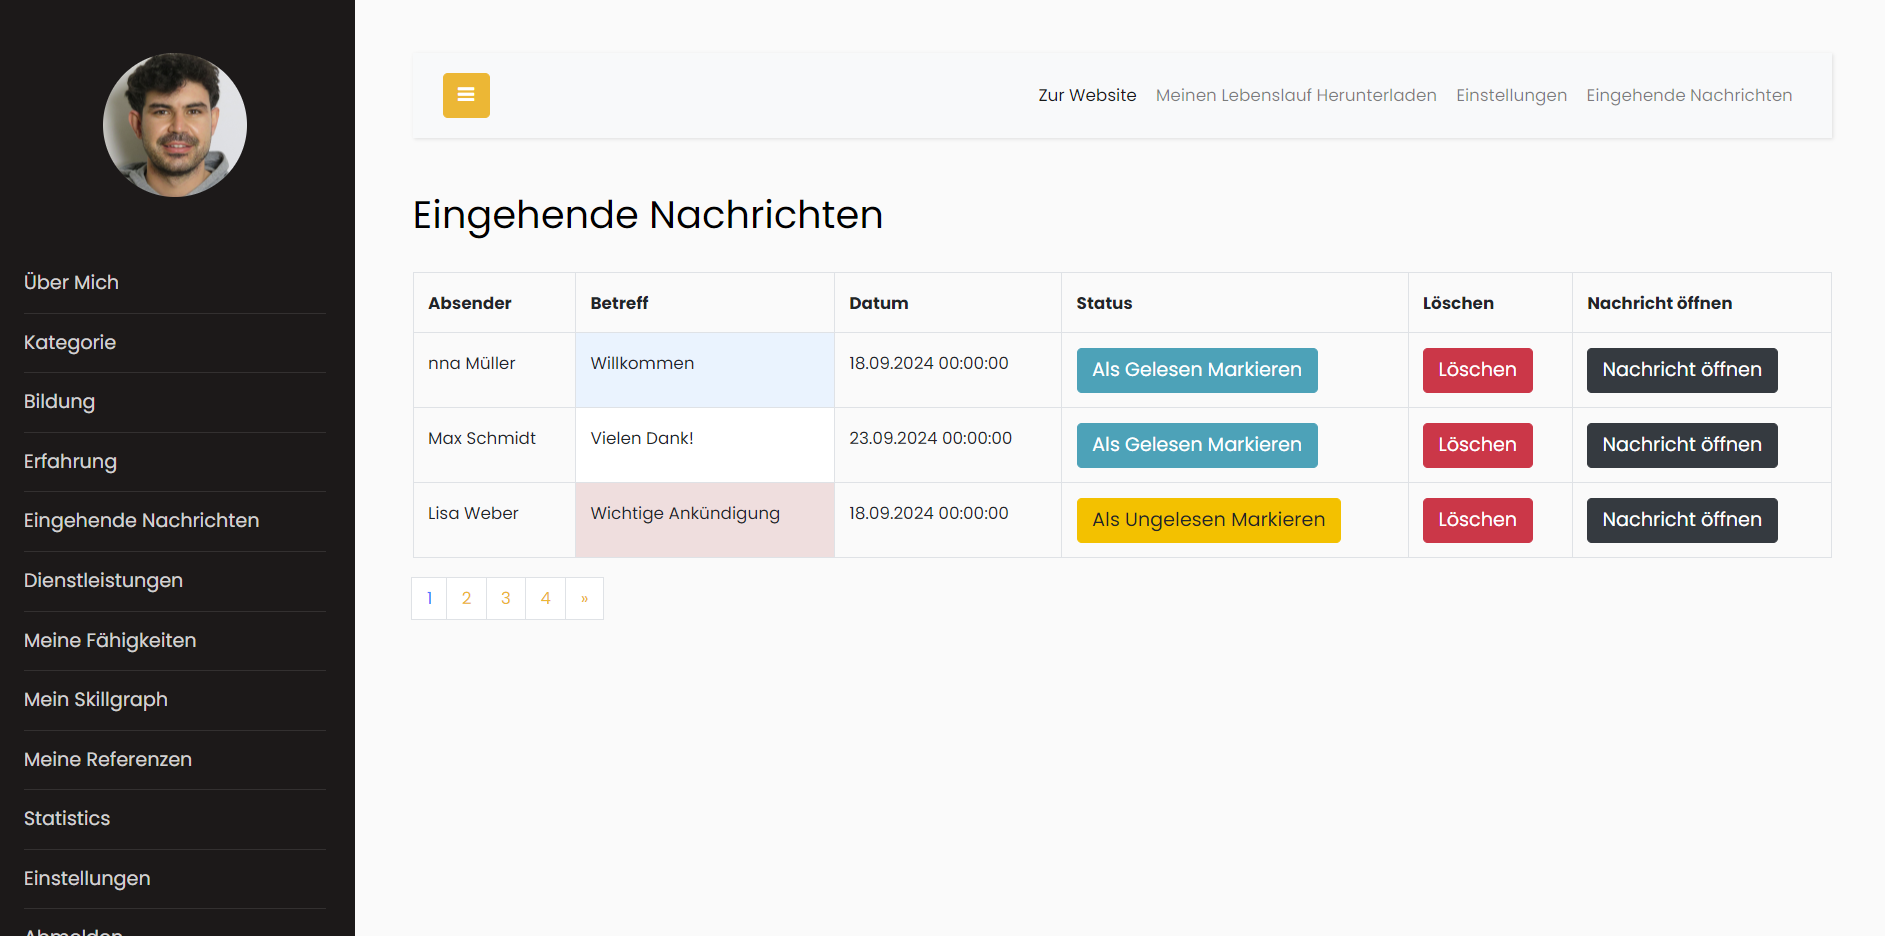 Zur Website Meinen Lebenslauf Herunterladen Einstellungen Eingehende Nachrichten
Über Mich
Kategorie
Bildung
Erfahrung
Eingehende Nachrichten
Dienstleistungen
Meine Fähigkeiten
Mein Skillgraph
Meine Referenzen
Statistics
Einstellungen
Abmelden
Eingehende Nachrichten
Absender Betreff Datum Status Löschen Nachricht öffnen
nna Müller Willkommen 18.09.2024 00:00:00 Als Gelesen Markieren Löschen Nachricht öffnen
Max Schmidt Vielen Dank! 23.09.2024 00:00:00 Als Gelesen Markieren Löschen Nachricht öffnen
Lisa Weber Wichtige Ankündigung 18.09.2024 00:00:00 Als Ungelesen Markieren Löschen Nachricht öffnen
1 2 3 4 »